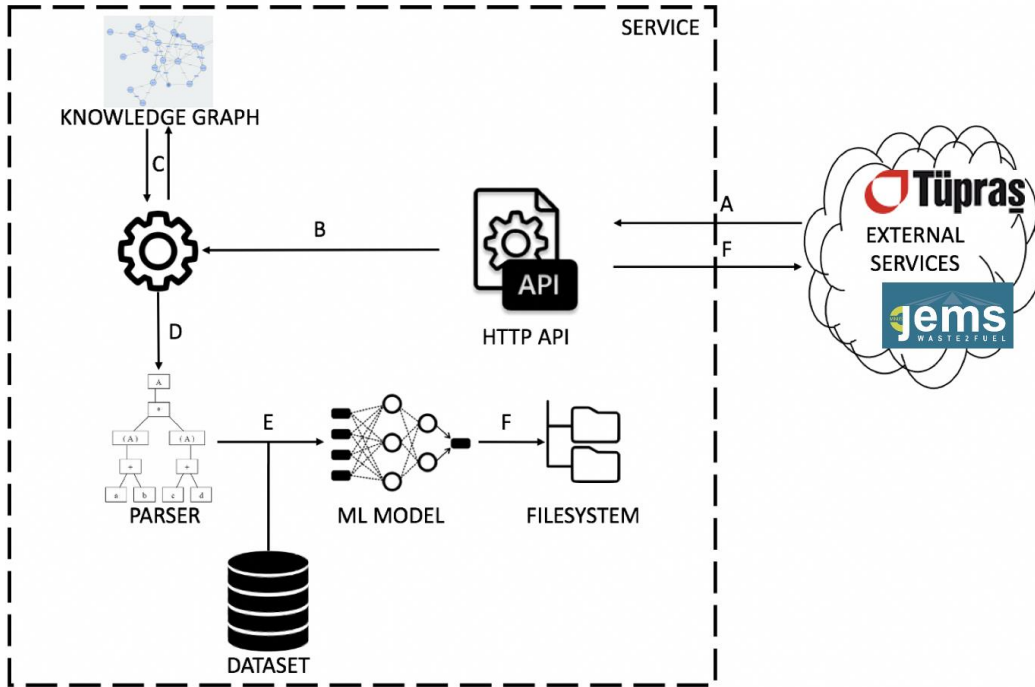 SERVICE
KNOWLEDGE GRAPH
C
B
API
HTTP API
A
F
Tüpraş
EXTERNAL
SERVICES
jems
WASTE2FUEL
D
A
*
(A) (A)
+ +
a b c d
PARSER
E
ML MODEL
F
FILESYSTEM
DATASET